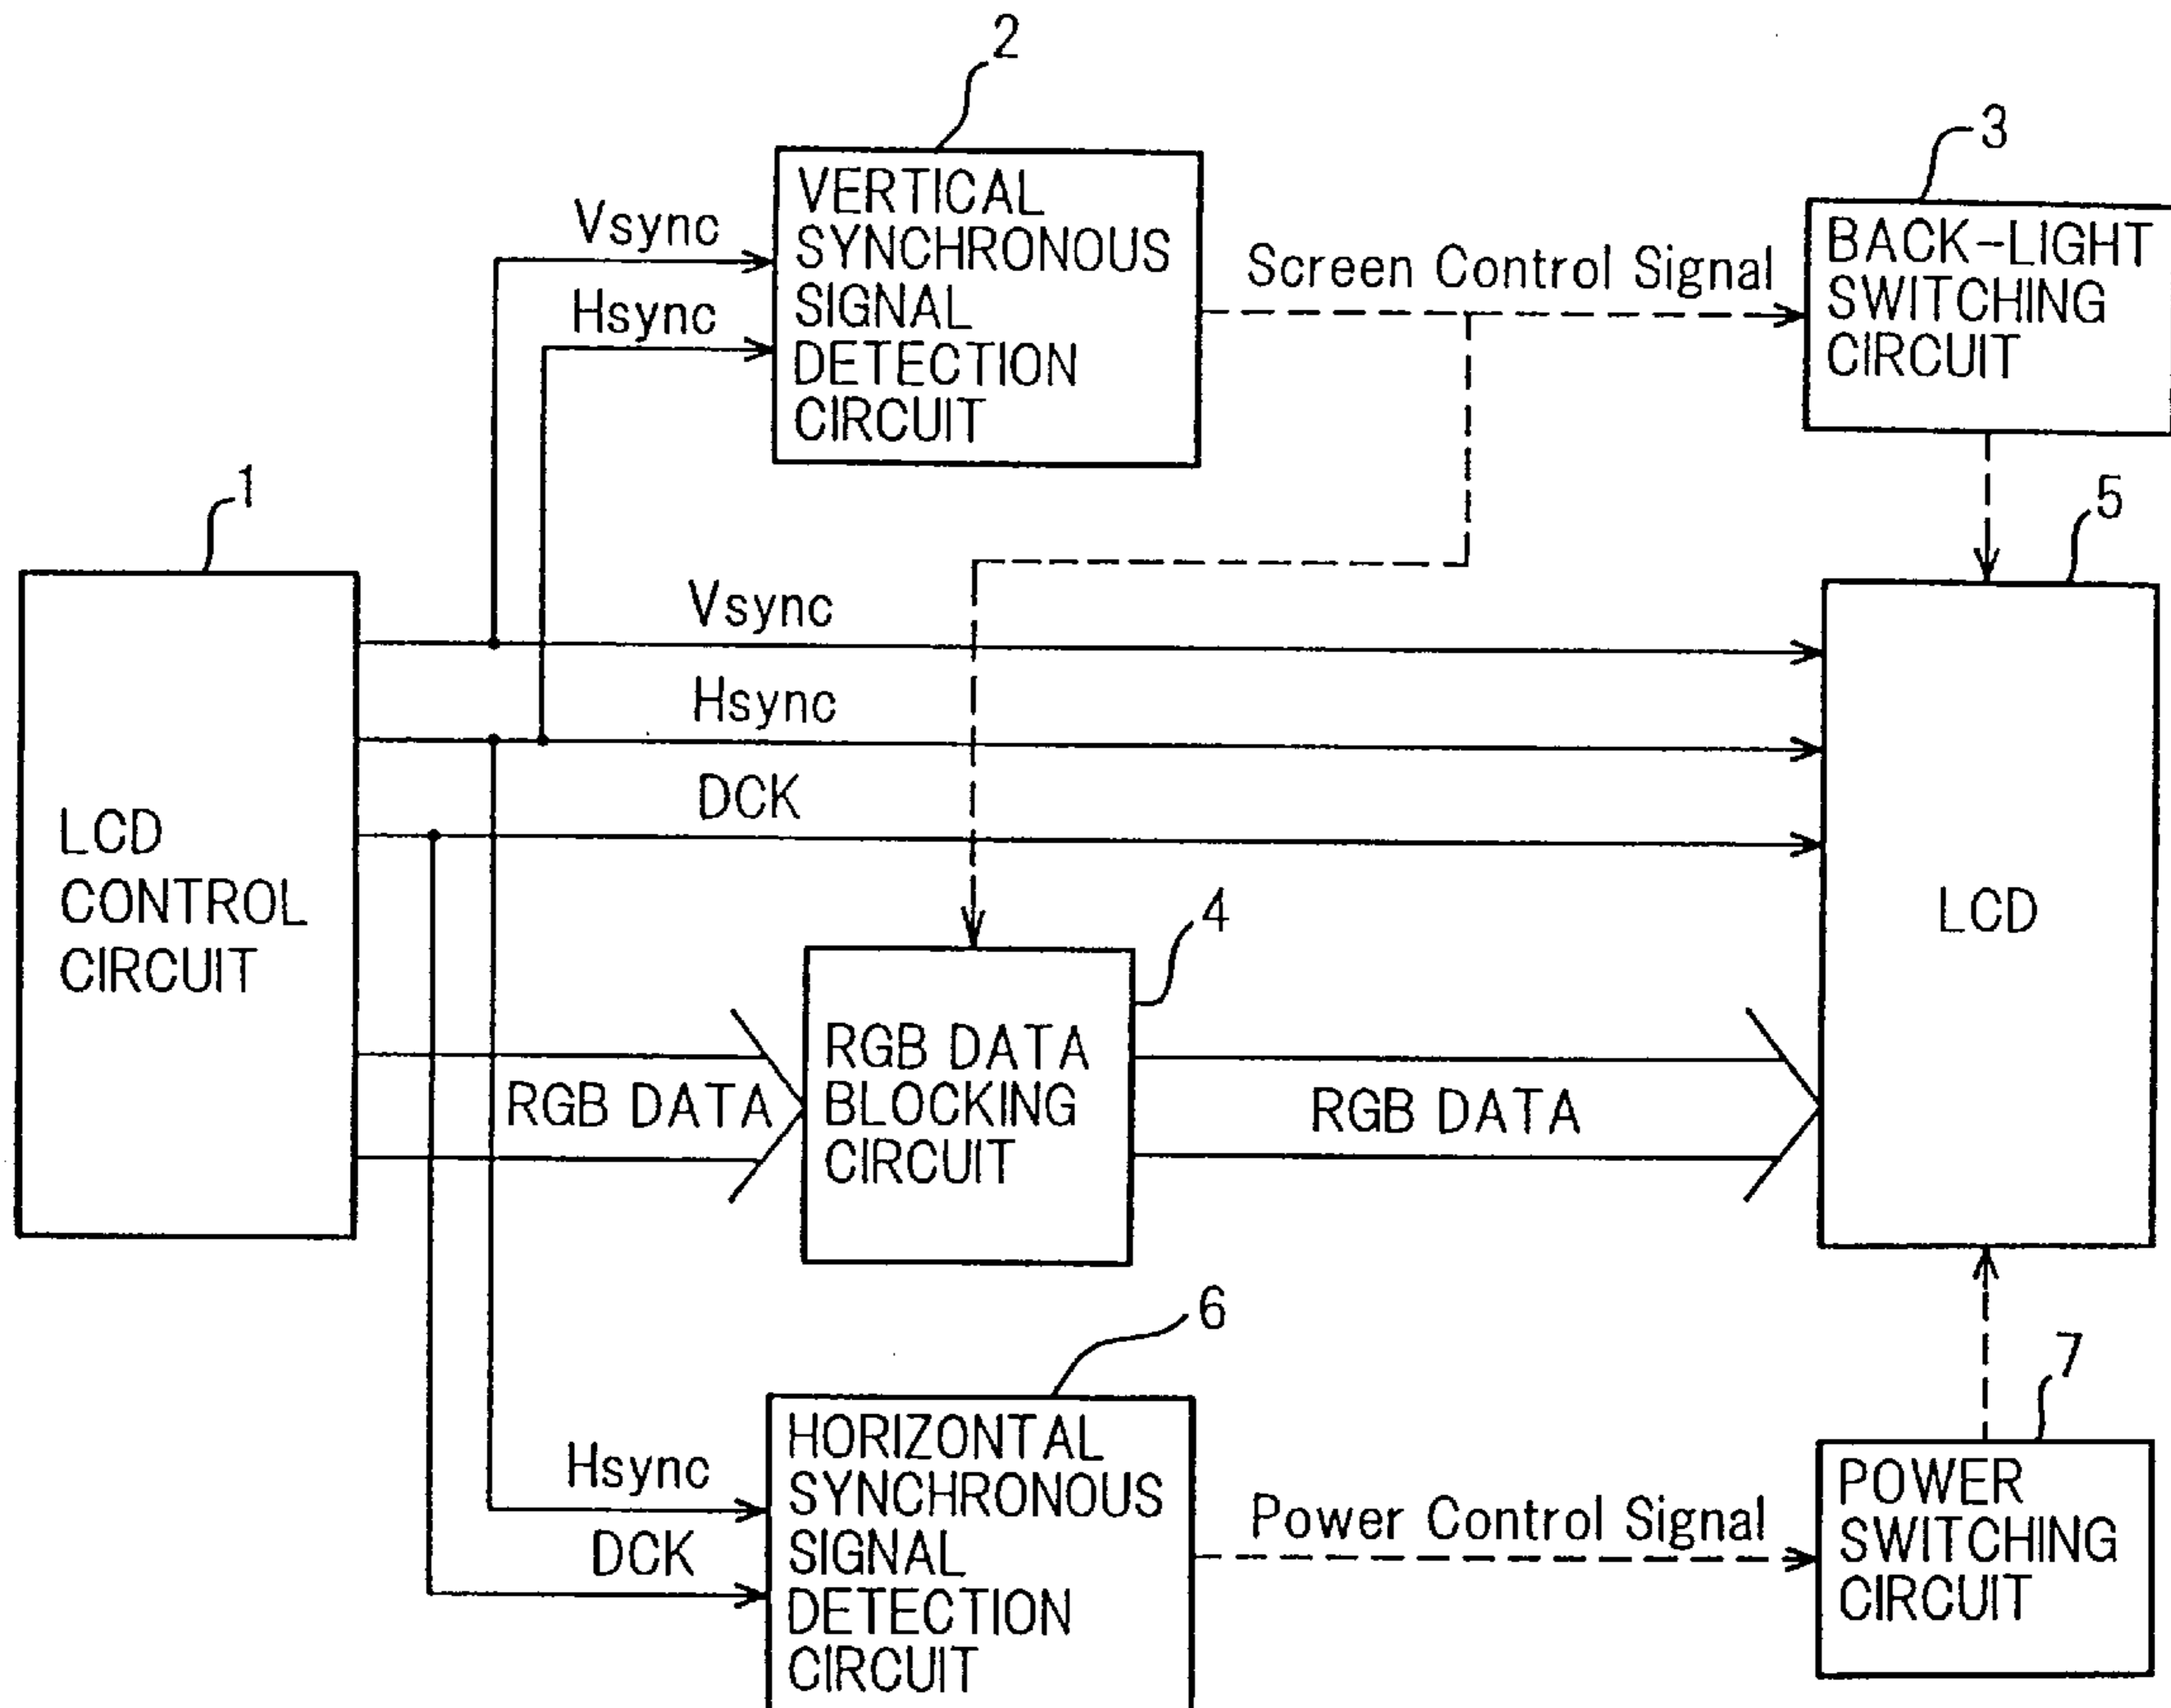 2
3
VERTICAL
SYNCHRONOUS
SIGNAL
DETECTION
CIRCUIT
Vsync
Hsync
Screen Control Signal
BACK-LIGHT
SWITCHING
CIRCUIT
1
5
LCD
CONTROL
CIRCUIT
Vsync
Hsync
DCK
LCD
4
RGB DATA
RGB DATA
BLOCKING
CIRCUIT
RGB DATA
6
7
Hsync
DCK
HORIZONTAL
SYNCHRONOUS
SIGNAL
DETECTION
CIRCUIT
Power Control Signal
POWER
SWITCHING
CIRCUIT